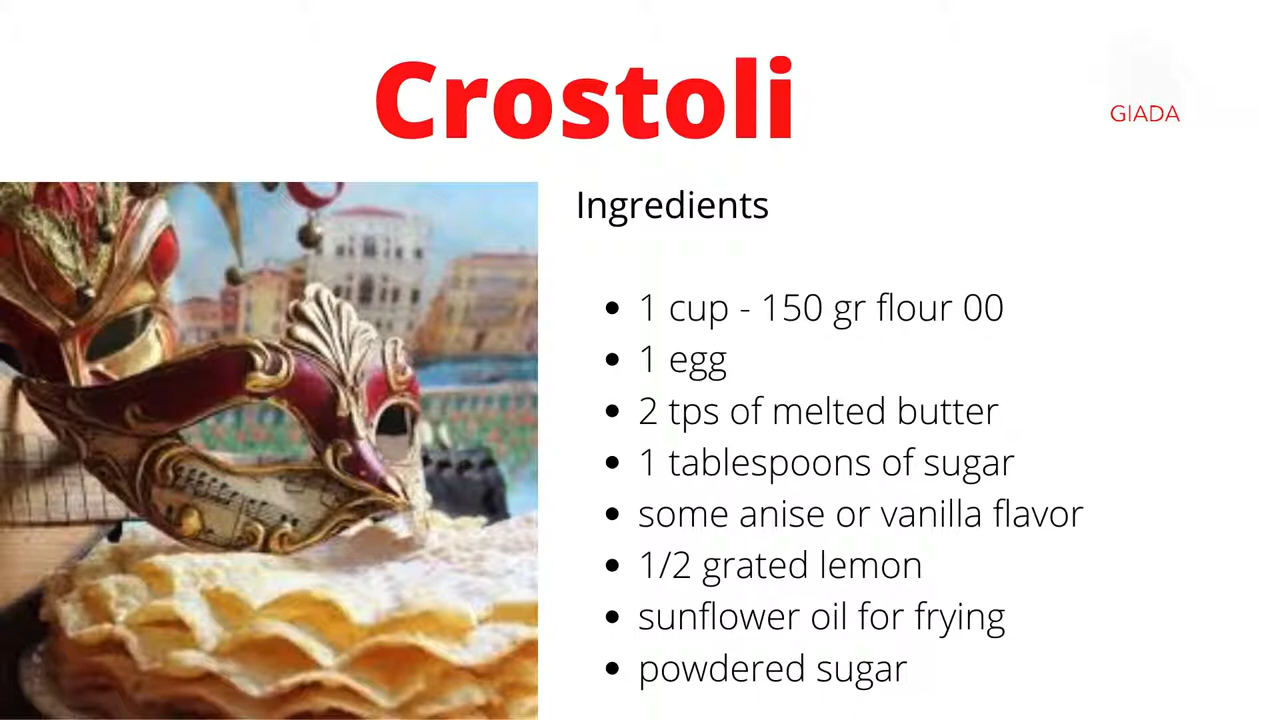 Crostoli
GIADA
Ingredients
1 cup - 150 gr flour 00
1 egg
2 tps of melted butter
1 tablespoons of sugar
some anise or vanilla flavor
1/2 grated lemon
sunflower oil for frying
powdered sugar